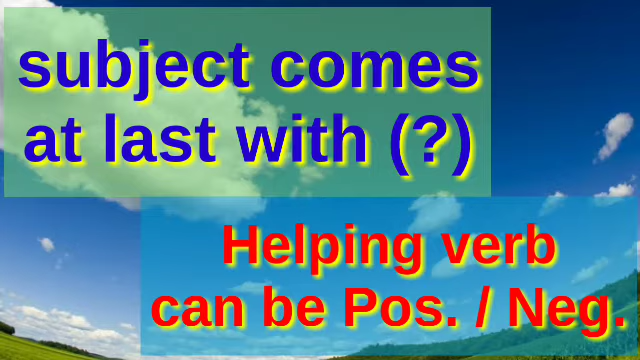 subject comes
at last with (?)
Helping verb
can be Pos. / Neg.